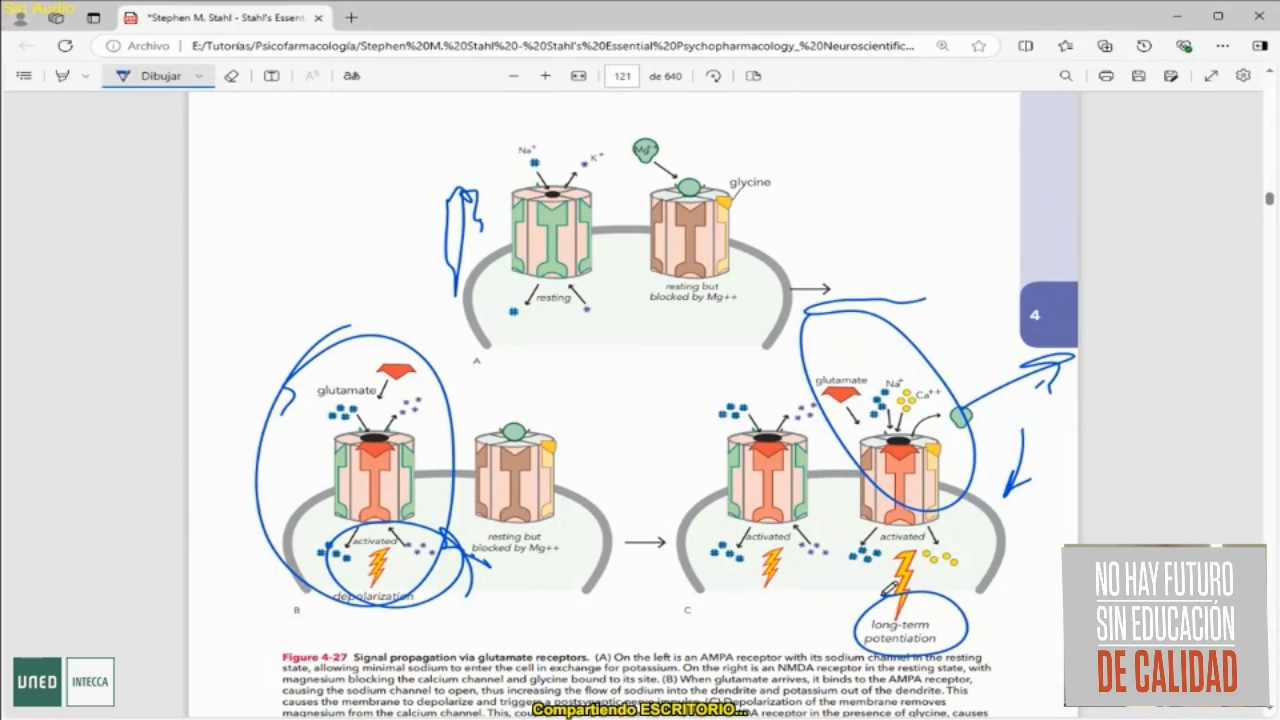 Sin Audio
*Stephen M. Stahl - Stahl's Essent
Archivo
E:/Tutorías/Psicofarmacología/Stephen%20M.%20Stahl%20-%20Stahl's%20Essential%20Psychopharmacology_%20Neuroscientific...
Dibujar
121
de 640
Na+
K+
Mg++
glycine
resting
resting but
blocked by Mg++
A
4
glutamate
activated
depolarization
resting but
blocked by Mg++
B
glutamate
Na+
Ca++
activated
activated
long-term
potentiation
C
Figure 4-27 Signal propagation via glutamate receptors. (A) On the left is an AMPA receptor with its sodium channel in the resting
state, allowing minimal sodium to enter the cell in exchange for potassium. On the right is an NMDA receptor in the resting state, with
magnesium blocking the calcium channel and glycine bound to its site. (B) When glutamate arrives, it binds to the AMPA receptor,
causing the sodium channel to open, thus increasing the flow of sodium into the dendrite and potassium out of the dendrite. This
causes the membrane to depolarize and triggers a postsynaptic nerve impulse. (C) Depolarization of the membrane removes
magnesium from the calcium channel. This, receptor in the presence of glycine, causes
Compartiendo ESCRITORIO...
UNED
INTECCA
NO HAY FUTURO
SIN EDUCACIÓN
DE CALIDAD